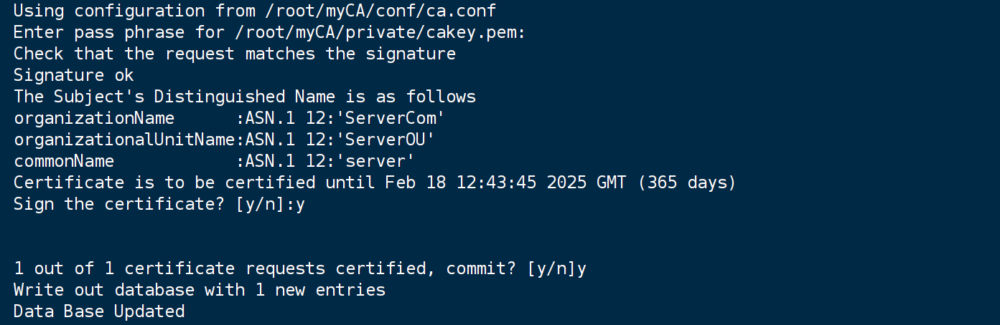 Using configuration from /root/myCA/conf/ca.conf
Enter pass phrase for /root/myCA/private/cakey.pem:
Check that the request matches the signature
Signature ok
The Subject's Distinguished Name is as follows
organizationName      :ASN.1 12:'ServerCom'
organizationalUnitName:ASN.1 12:'ServerOU'
commonName            :ASN.1 12:'server'
Certificate is to be certified until Feb 18 12:43:45 2025 GMT (365 days)
Sign the certificate? [y/n]:y
1 out of 1 certificate requests certified, commit? [y/n]y
Write out database with 1 new entries
Data Base Updated